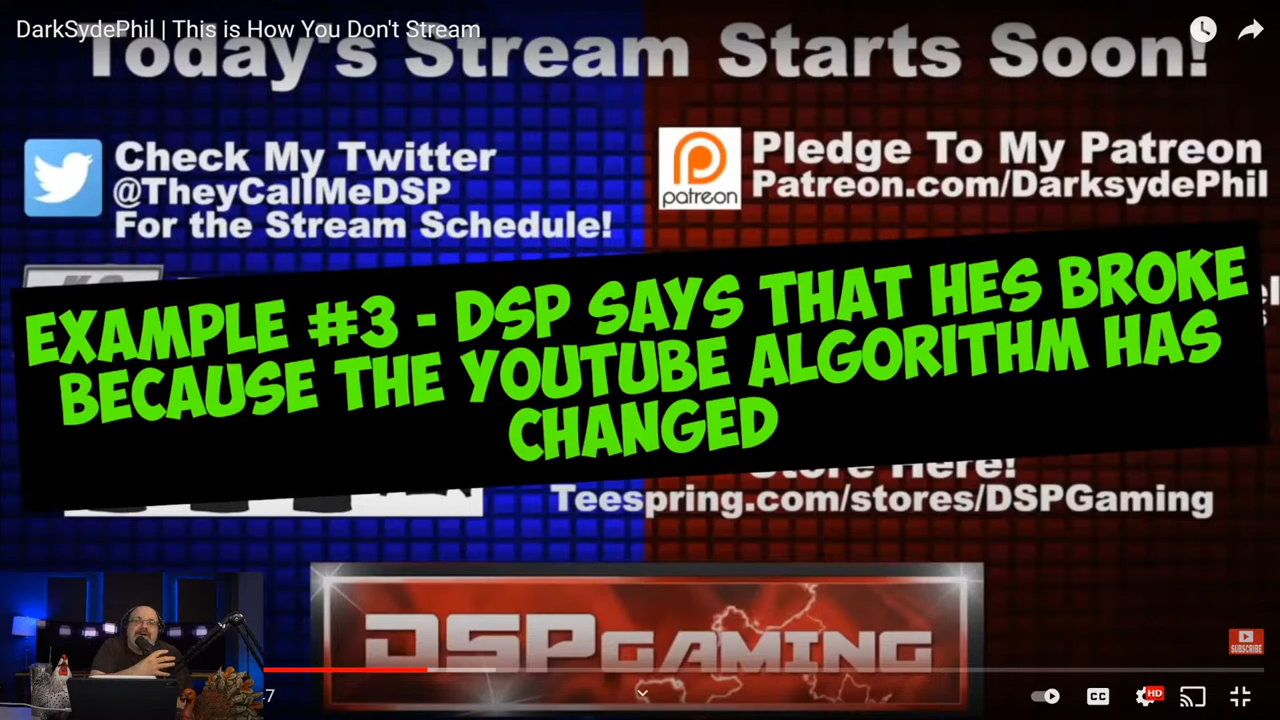 DarkSydePhil | This is How You Don't Stream
Today's Stream Starts Soon!
Check My Twitter
@TheyCallMeDSP
For the Stream Schedule!
Pledge To My Patreon
Patreon.com/DarksydePhil
patreon
EXAMPLE #3 - DSP SAYS THAT HES BROKE
BECAUSE THE YOUTUBE ALGORITHM HAS
CHANGED
Store Here!
Teespring.com/stores/DSPGaming
DSPGAMING
SUBSCRIBE
CC
HD